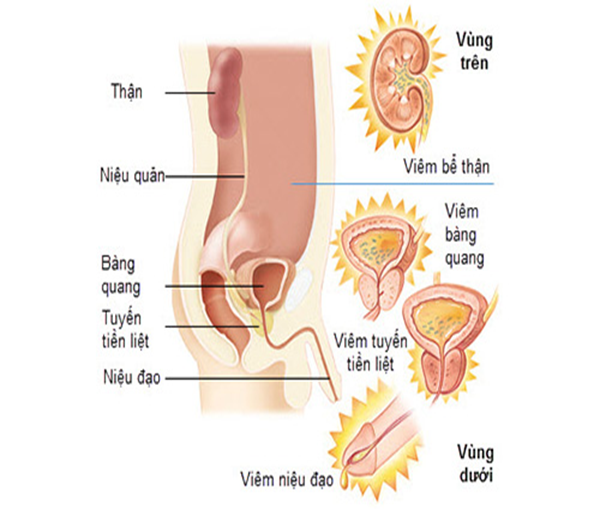 Thận
Niệu quản
Bàng
quang
Tuyến
tiền liệt
Niệu đạo
Vùng
trên
Viêm bể thận
Viêm
bàng
quang
Viêm tuyến
tiền liệt
Viêm niệu đạo
Vùng
dưới